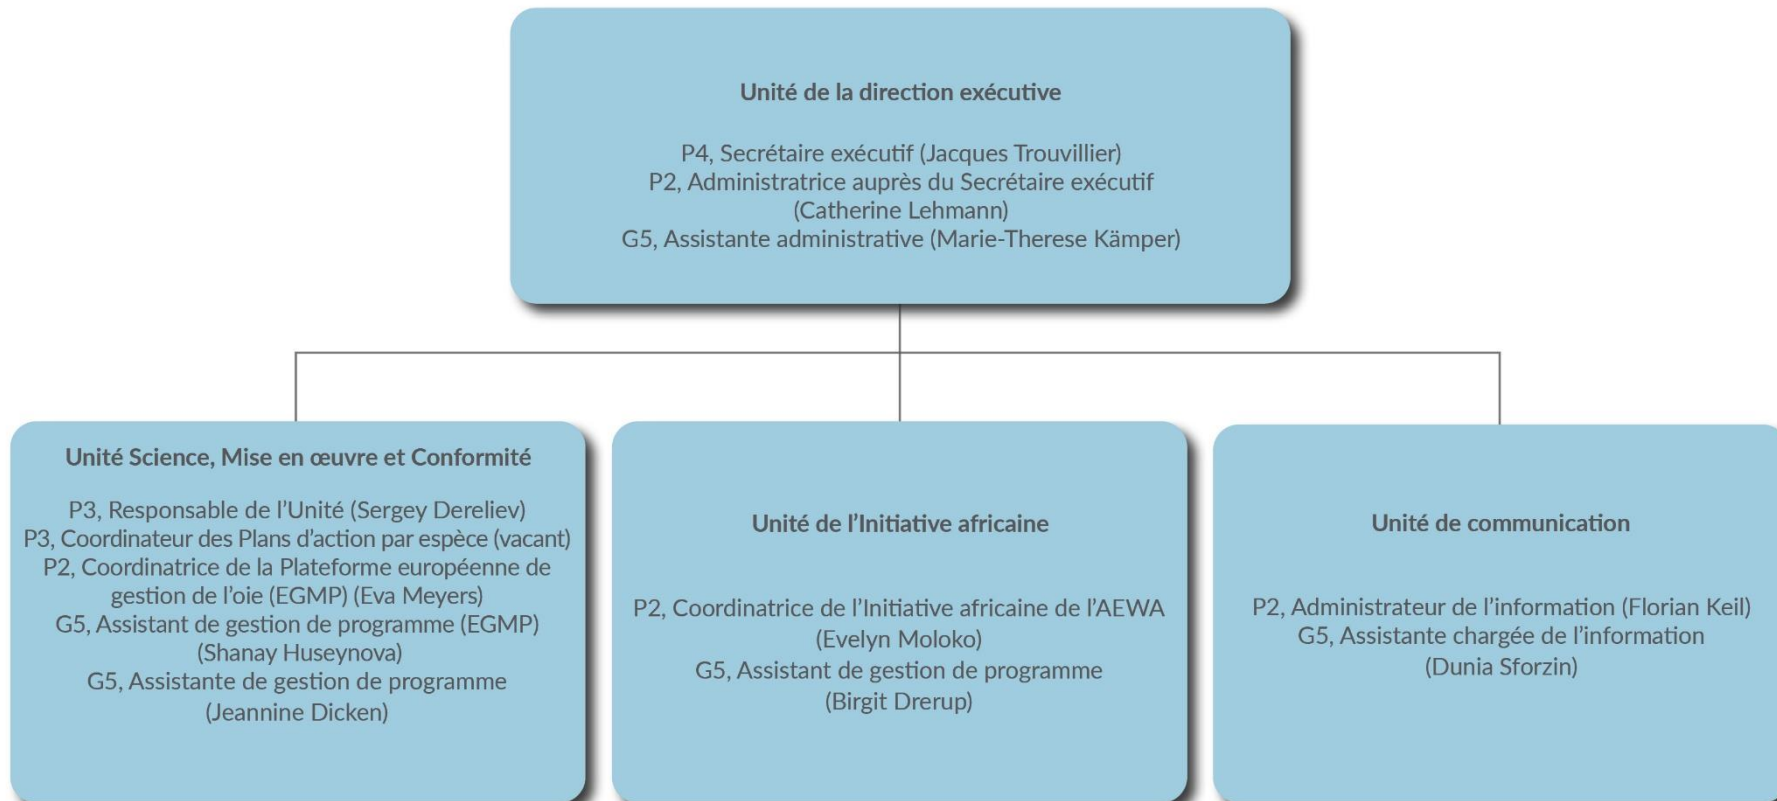 Unité de la direction exécutive
P4, Secrétaire exécutif (Jacques Trouvillier)
P2, Administratrice auprès du Secrétaire exécutif
(Catherine Lehmann)
G5, Assistante administrative (Marie-Therese Kämper)
Unité Science, Mise en œuvre et Conformité
P3, Responsable de l’Unité (Sergey Dereliev)
P3, Coordinateur des Plans d’action par espèce (vacant)
P2, Coordinatrice de la Plateforme européenne de
gestion de l’oie (EGMP) (Eva Meyers)
G5, Assistant de gestion de programme (EGMP)
(Shanay Huseynova)
G5, Assistante de gestion de programme
(Jeannine Dicken)
Unité de l’Initiative africaine
P2, Coordinatrice de l’Initiative africaine de l’AEWA
(Evelyn Moloko)
G5, Assistant de gestion de programme
(Birgit Drerup)
Unité de communication
P2, Administrateur de l’information (Florian Keil)
G5, Assistante chargée de l’information
(Dunia Sforzin)